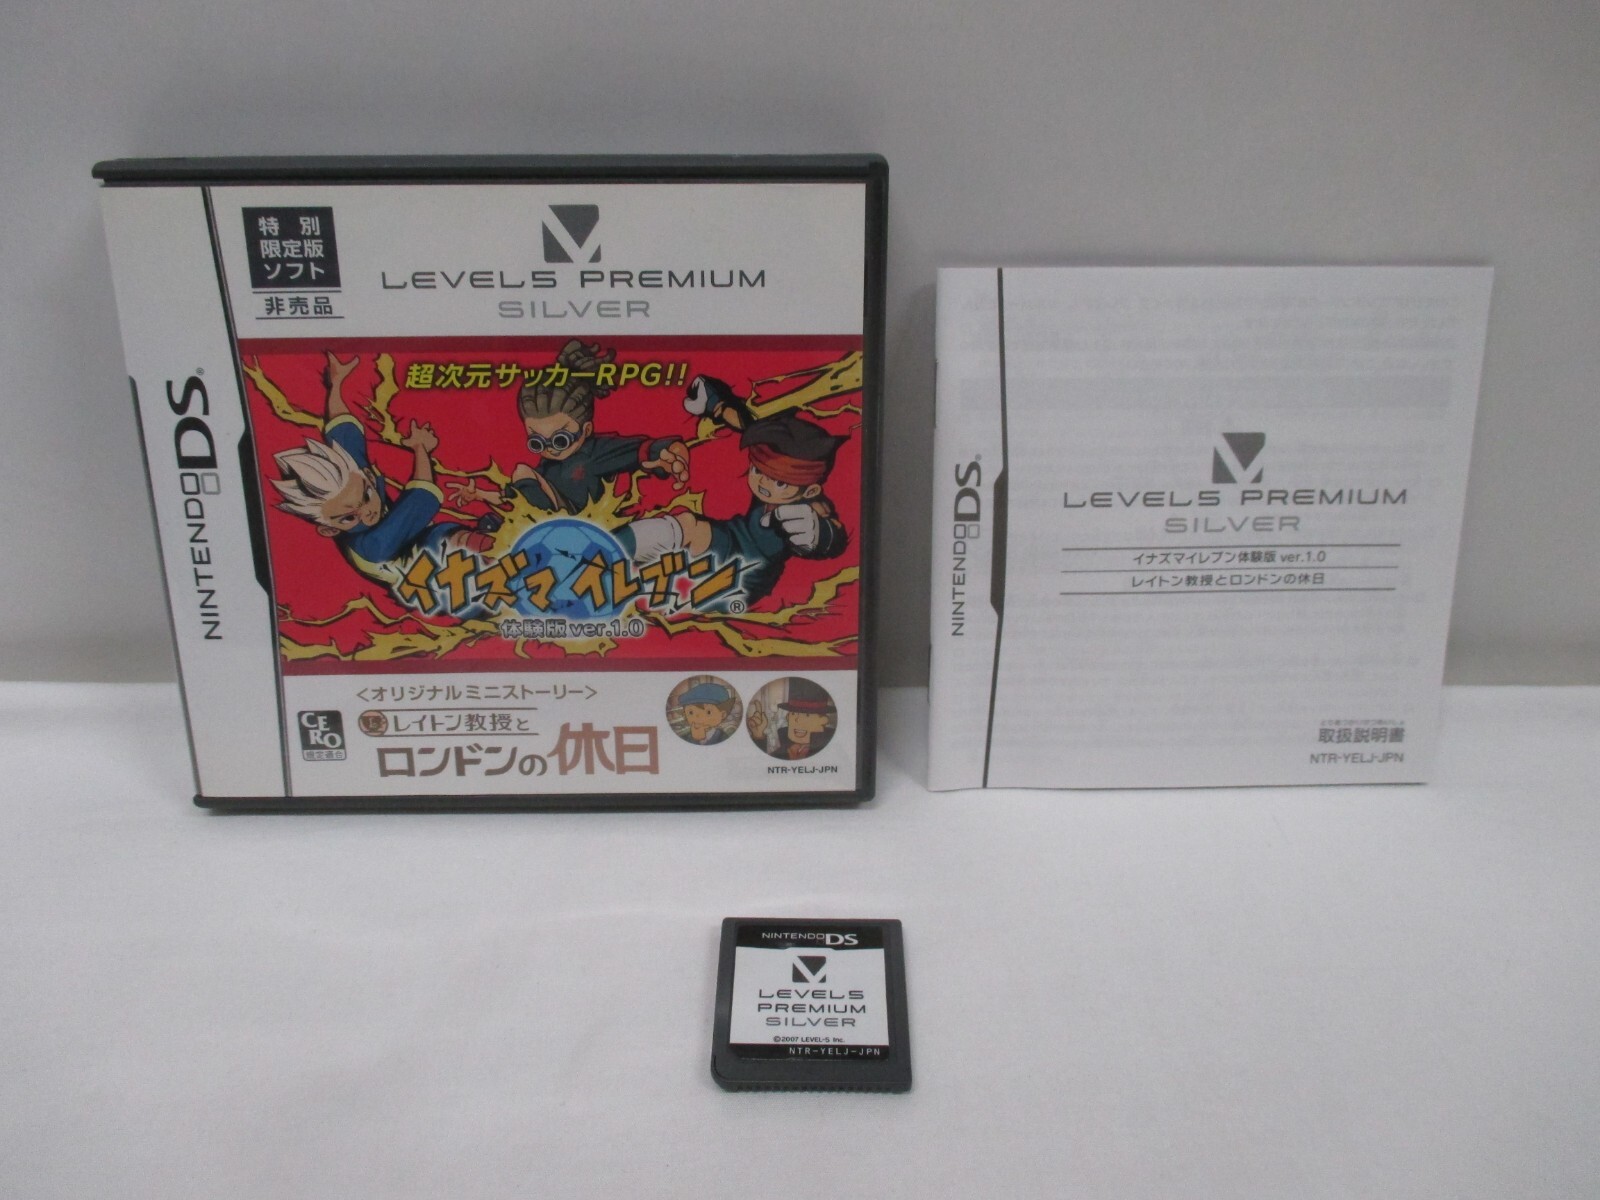 特別
限定版
ソフト
非売品
LEVEL5 PREMIUM
SILVER
NINTENDO DS®
超次元サッカーRPG!!
イナズマイレブン®
体験版 ver.1.0
<オリジナルミニストーリー>
レイトン教授と
ロンドンの休日
CERO
規定適合
NTR-YELJ-JPN
NINTENDO DS®
LEVEL5 PREMIUM
SILVER
イナズマイレブン体験版 ver.1.0
レイトン教授とロンドンの休日
取扱説明書
NTR-YELJ-JPN
NINTENDO DS
LEVEL5
PREMIUM
SILVER
©2007 LEVEL-5 Inc.
NTR-YELJ-JPN